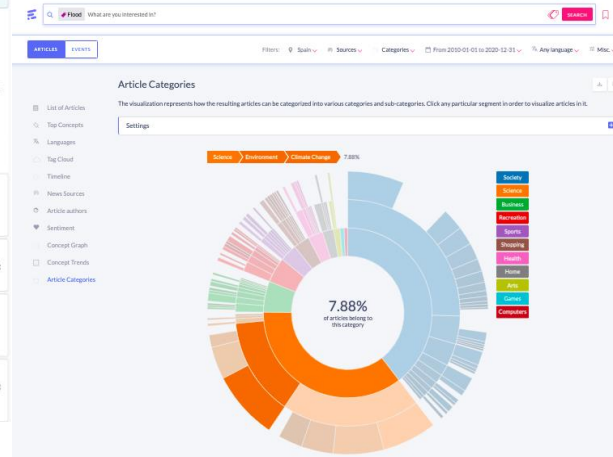 Flood What are you interested in? SEARCH
ARTICLES EVENTS Filters: Spain Sources Categories From 2010-01-01 to 2020-12-31 Any language Misc.
Article Categories
The visualization represents how the resulting articles can be categorized into various categories and sub-categories. Click any particular segment in order to visualize articles in it.
Settings
List of Articles
Top Concepts
Languages
Tag Cloud
Timeline
News Sources
Article authors
Sentiment
Concept Graph
Concept Trends
Article Categories
Science Environment Climate Change 7.88%
7.88%
of articles belong to
this category
Society
Science
Business
Recreation
Sports
Shopping
Health
Home
Arts
Games
Computers